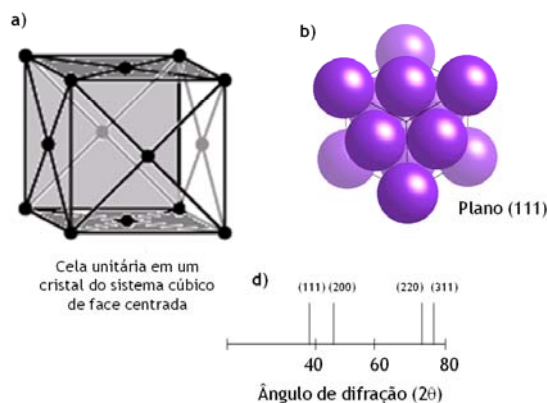 a)
b)
Plano (111)
Cela unitária em um
cristal do sistema cúbico
de face centrada
d)
(111) (200) (220) (311)
40 60 80
Ângulo de difração (2θ)